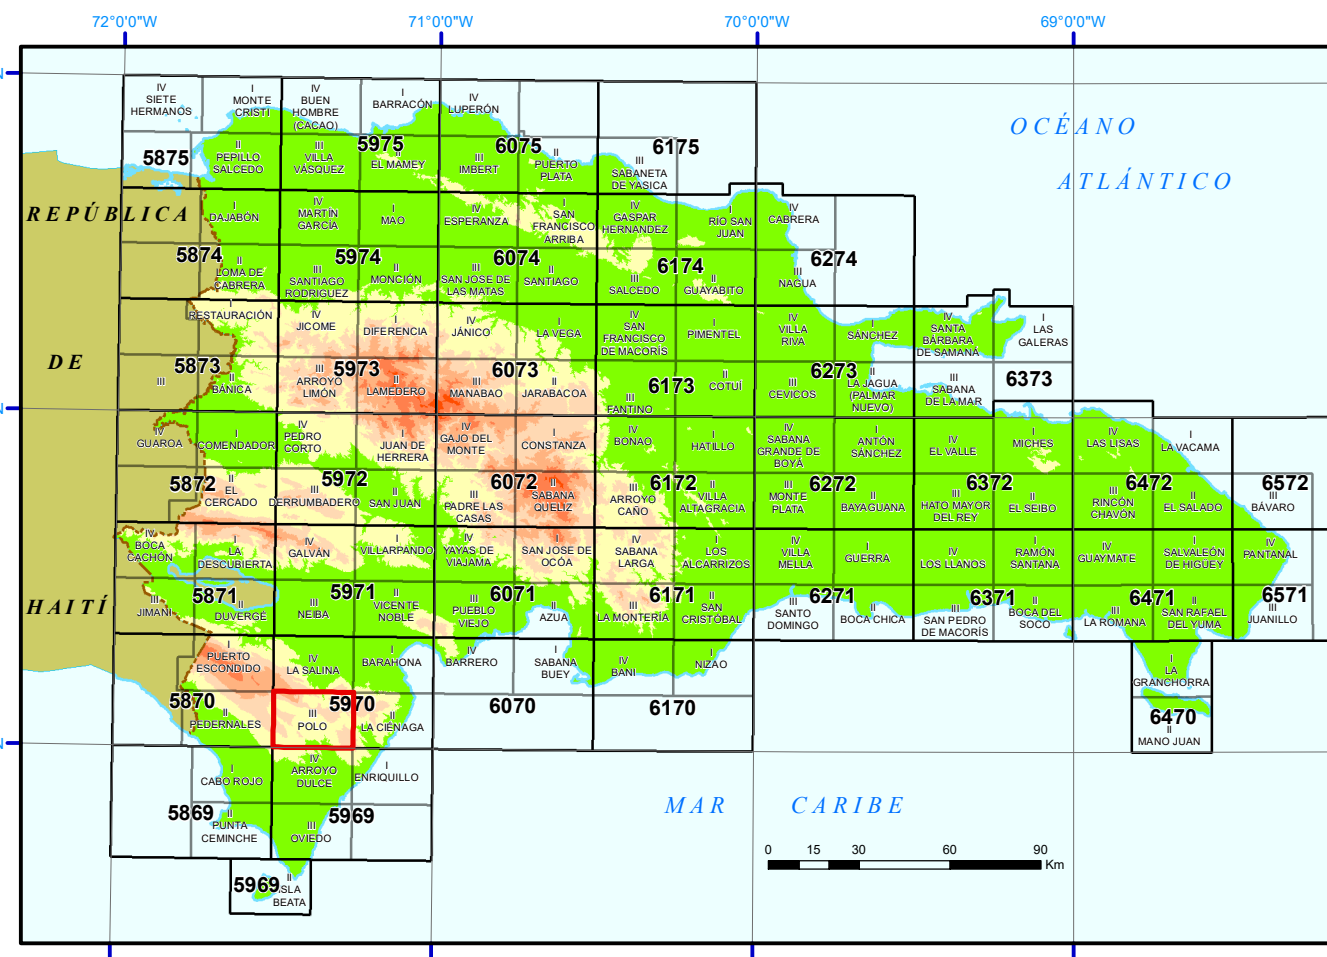 72°0'0"W
71°0'0"W
70°0'0"W
69°0'0"W
OCÉANO
ATLÁNTICO
REPÚBLICA
DE
HAITÍ
MAR CARIBE
IV
SIETE
HERMANOS
I
MONTE
CRISTI
IV
BUEN
HOMBRE
(CACAO)
I
BARRACÓN
IV
LUPERÓN
5875
II
PEPILLO
SALCEDO
III
VILLA
VÁSQUEZ
5975
II
EL MAMEY
III
IMBERT
6075
II
PUERTO
PLATA
III
SABANETA
DE YASICA
6175
I
DAJABÓN
IV
MARTÍN
GARCÍA
I
MAO
IV
ESPERANZA
I
SAN
FRANCISCO
ARRIBA
IV
GASPAR
HERNANDEZ
I
RÍO SAN
JUAN
IV
CABRERA
5874
II
LOMA DE
CABRERA
III
SANTIAGO
RODRIGUEZ
5974
II
MONCIÓN
III
SAN JOSE DE
LAS MATAS
6074
II
SANTIAGO
III
SALCEDO
6174
II
GUAYABITO
III
NAGUA
6274
I
RESTAURACIÓN
IV
JICOME
I
DIFERENCIA
IV
JÁNICO
I
LA VEGA
IV
SAN
FRANCISCO
DE MACORÍS
I
PIMENTEL
IV
VILLA
RIVA
I
SÁNCHEZ
IV
SANTA
BÁRBARA
DE SAMANÁ
I
LAS
GALERAS
III
5873
II
BÁNICA
III
ARROYO
LIMÓN
5973
II
LAMEDERO
III
MANABAO
6073
II
JARABACOA
III
FANTINO
6173
II
COTUÍ
III
CEVICOS
6273
II
LA JAGUA
(PALMAR
NUEVO)
III
SABANA
DE LA MAR
6373
IV
GUAROA
I
COMENDADOR
IV
PEDRO
CORTO
I
JUAN DE
HERRERA
IV
GAJO DEL
MONTE
I
CONSTANZA
IV
BONAO
I
HATILLO
IV
SABANA
GRANDE DE
BOYÁ
I
ANTÓN
SÁNCHEZ
IV
EL VALLE
I
MICHES
IV
LAS LISAS
I
LA VACAMA
5872
II
EL
CERCADO
III
DERRUMBADERO
5972
II
SAN JUAN
III
PADRE LAS
CASAS
6072
II
SABANA
QUELIZ
III
ARROYO
CAÑO
6172
II
VILLA
ALTAGRACIA
III
MONTE
PLATA
6272
II
BAYAGUANA
III
HATO MAYOR
DEL REY
6372
II
EL SEIBO
III
RINCÓN
CHAVÓN
6472
II
EL SALADO
6572
III
BÁVARO
IV
BOCA
CACHÓN
I
LA
DESCUBIERTA
IV
GALVÁN
I
VILLARPANDO
IV
YAYAS DE
VIAJAMA
I
SAN JOSE DE
OCÓA
IV
SABANA
LARGA
I
LOS
ALCARRIZOS
IV
VILLA
MELLA
I
GUERRA
IV
LOS LLANOS
I
RAMÓN
SANTANA
IV
GUAYMATE
I
SALVALEÓN
DE HIGÜEY
IV
PANTANAL
III
JIMANÍ
5871
II
DUVERGÉ
III
NEIBA
5971
II
VICENTE
NOBLE
III
PUEBLO
VIEJO
6071
II
AZUA
III
LA MONTERÍA
6171
II
SAN
CRISTÓBAL
III
SANTO
DOMINGO
6271
II
BOCA CHICA
III
SAN PEDRO
DE MACORÍS
6371
II
BOCA DEL
SOCO
III
LA ROMANA
6471
II
SAN RAFAEL
DEL YUMA
6571
III
JUANILLO
I
PUERTO
ESCONDIDO
IV
LA SALINA
I
BARAHONA
IV
BARRERO
I
SABANA
BUEY
IV
BANI
I
NIZAO
I
LA
GRANCHORRA
5870
II
PEDERNALES
III
POLO
5970
II
LA CIÉNAGA
6070
6170
6470
II
MANO JUAN
I
CABO ROJO
IV
ARROYO
DULCE
I
ENRIQUILLO
5869
II
PUNTA
CEMINCHE
III
OVIEDO
5969
5969
II
ISLA
BEATA
0 15 30 60 90
Km